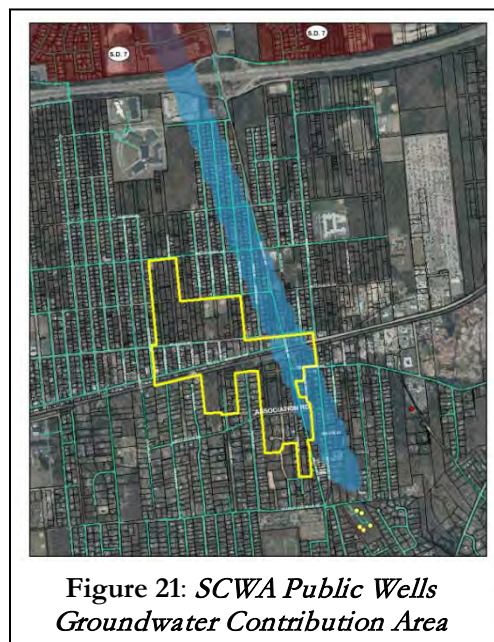 S.D. 7
S.D. 7
ASSOCIATION RD
Figure 21: SCWA Public Wells
Groundwater Contribution Area